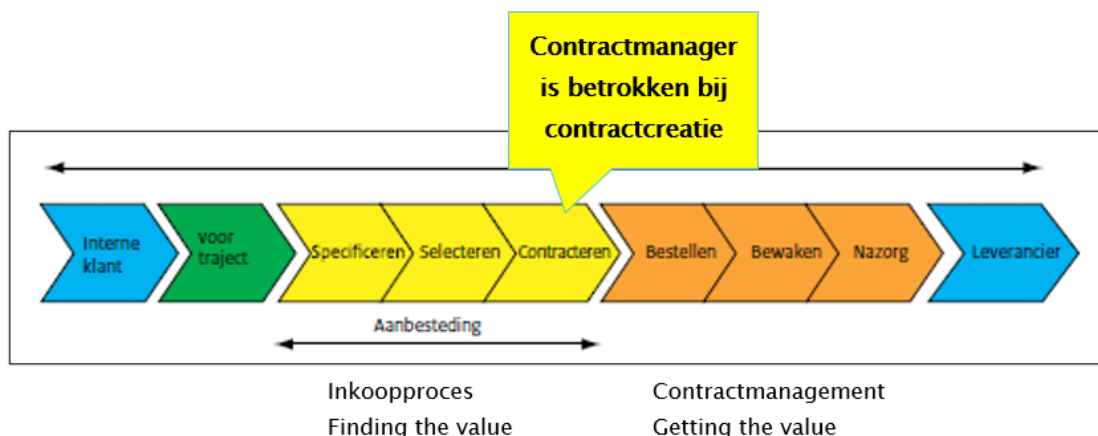 Contractmanager
is betrokken bij
contractcreatie
Interne
klant
voor
traject
Specificeren
Selecteren
Contracteren
Bestellen
Bewaken
Nazorg
Leverancier
Aanbesteding
Inkoopproces
Contractmanagement
Finding the value
Getting the value